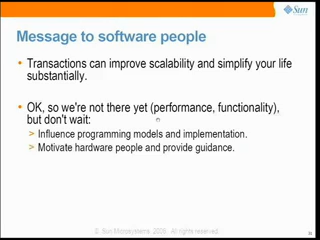 Sun
Message to software people
• Transactions can improve scalability and simplify your life
substantially.
• OK, so we're not there yet (performance, functionality),
but don't wait:
> Influence programming models and implementation.
> Motivate hardware people and provide guidance.
© Sun Microsystems, 2008. All rights reserved.